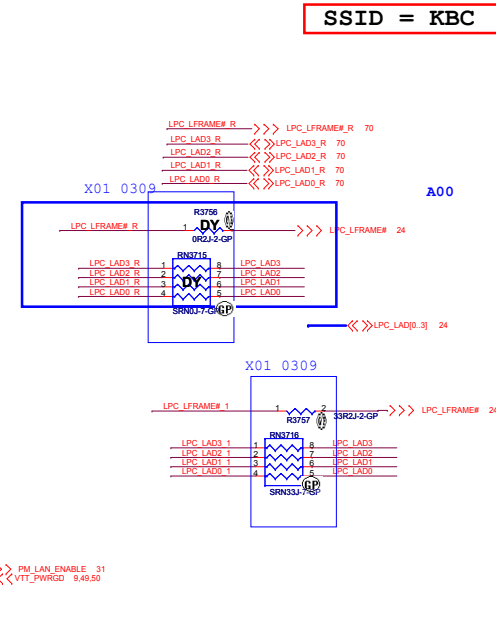 SSID = KBC
LPC_LFRAME#_R LPC_LFRAME#_R 70
LPC_LAD3_R LPC_LAD3_R 70
LPC_LAD2_R LPC_LAD2_R 70
LPC_LAD1_R LPC_LAD1_R 70
LPC_LAD0_R LPC_LAD0_R 70
X01 0309
A00
R3756
LPC_LFRAME#_R 1 DY LPC_LFRAME# 24
0R2J-2-GP
RN3715
LPC_LAD3_R 1 8 LPC_LAD3
LPC_LAD2_R 2 7 LPC_LAD2
LPC_LAD1_R 3 DY 6 LPC_LAD1
LPC_LAD0_R 4 5 LPC_LAD0
SRN0J-7-GP GP
LPC_LAD[0..3] 24
X01 0309
LPC_LFRAME#_1 1 2 LPC_LFRAME# 24
R3757 33R2J-2-GP
RN3716
LPC_LAD3_1 1 8 LPC_LAD3
LPC_LAD2_1 2 7 LPC_LAD2
LPC_LAD1_1 3 6 LPC_LAD1
LPC_LAD0_1 4 5 LPC_LAD0
SRN33J-7-GP GP
PM_LAN_ENABLE 31
VTT_PWRGD 9,49,50